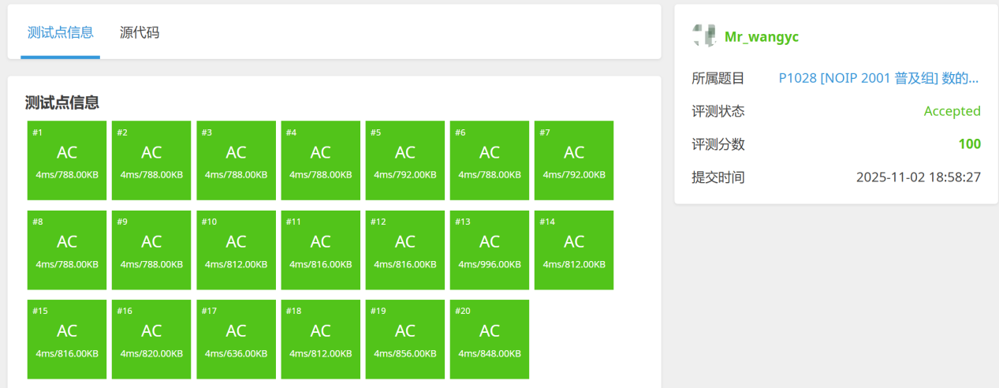 测试点信息 源代码
测试点信息
#1 #2 #3 #4 #5 #6 #7
AC AC AC AC AC AC AC
4ms/788.00KB 4ms/788.00KB 4ms/788.00KB 4ms/788.00KB 4ms/792.00KB 4ms/788.00KB 4ms/792.00KB
#8 #9 #10 #11 #12 #13 #14
AC AC AC AC AC AC AC
4ms/788.00KB 4ms/788.00KB 4ms/812.00KB 4ms/816.00KB 4ms/816.00KB 4ms/996.00KB 4ms/812.00KB
#15 #16 #17 #18 #19 #20
AC AC AC AC AC AC
4ms/816.00KB 4ms/820.00KB 4ms/636.00KB 4ms/812.00KB 4ms/856.00KB 4ms/848.00KB
Mr_wangyc
所属题目 P1028 [NOIP 2001 普及组] 数的...
评测状态 Accepted
评测分数 100
提交时间 2025-11-02 18:58:27